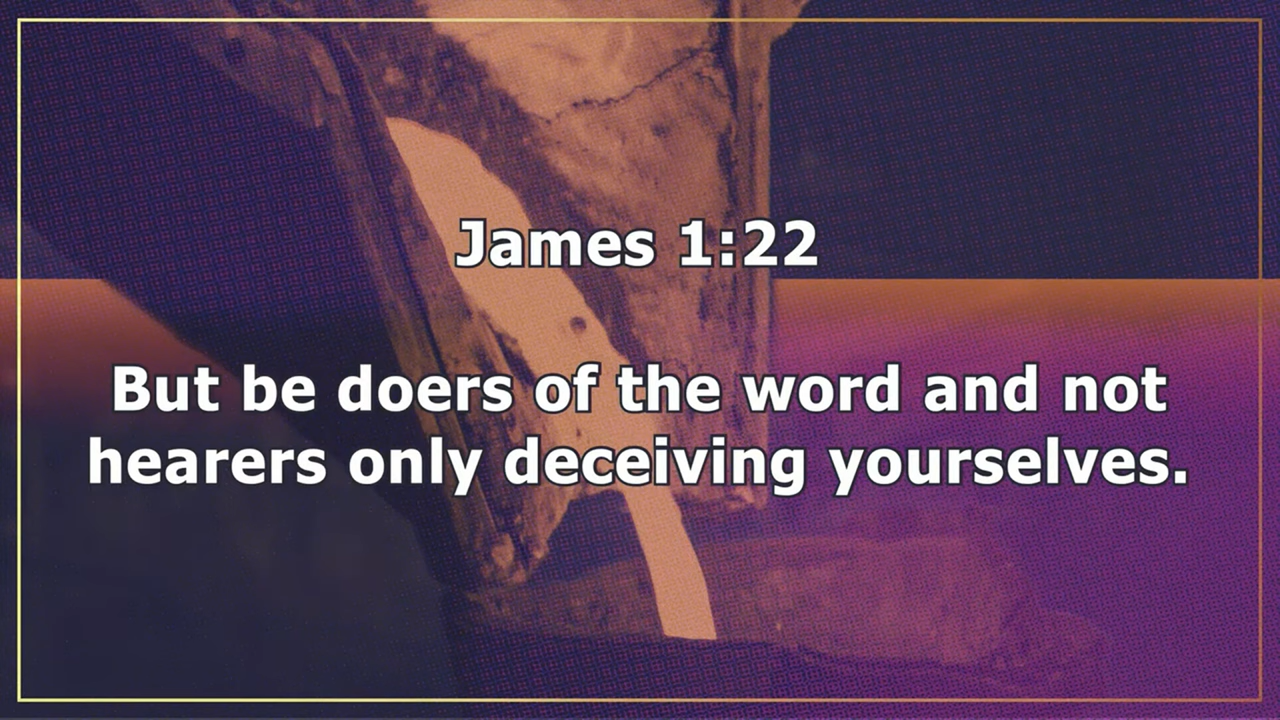 James 1:22
But be doers of the word and not
hearers only deceiving yourselves.